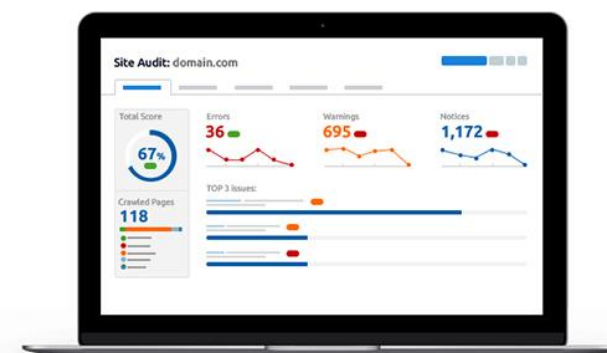 Site Audit: domain.com
Total Score
67%
Crawled Pages
118
Errors
36
Warnings
695
Notices
1,172
TOP 3 issues: